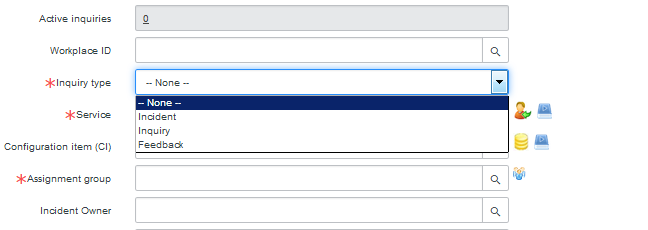 Active inquiries
0
Workplace ID
Inquiry type
-- None --
-- None --
Service
Incident
Inquiry
Configuration item (CI)
Feedback
Assignment group
Incident Owner